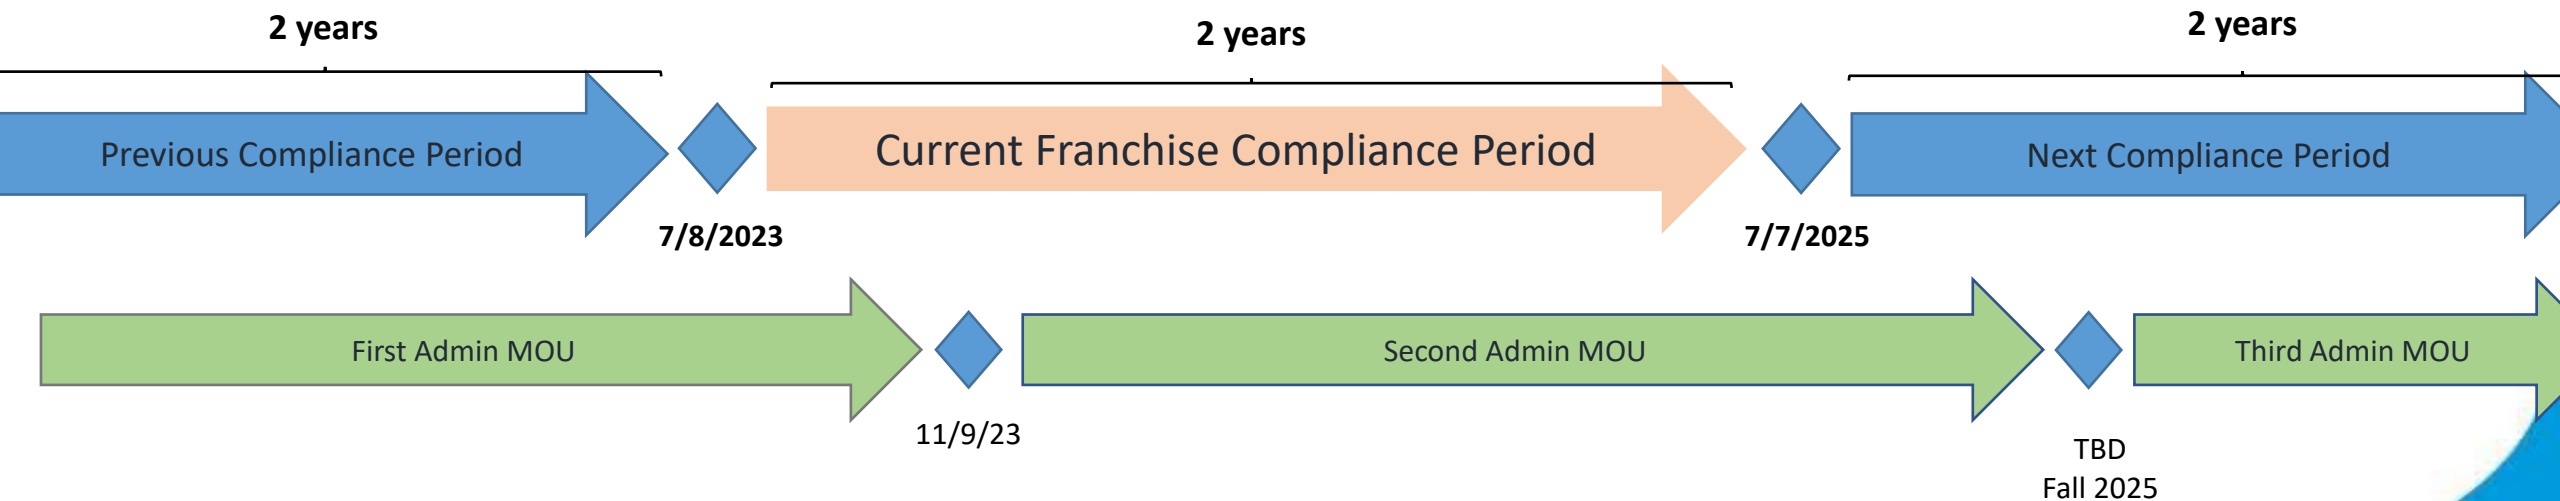 2 years
2 years
2 years
Previous Compliance Period
Current Franchise Compliance Period
Next Compliance Period
7/8/2023
7/7/2025
First Admin MOU
Second Admin MOU
Third Admin MOU
11/9/23
TBD
Fall 2025